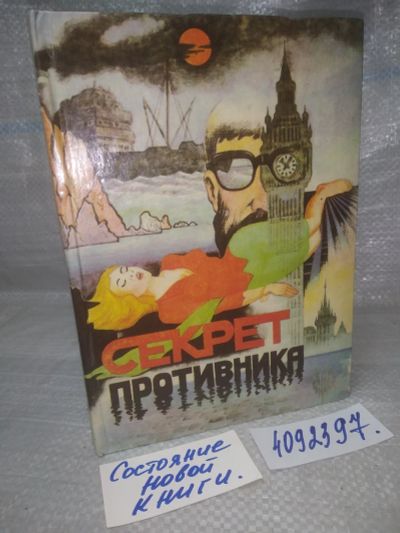 СЕКРЕТ
ПРОТИВНИКА
Состояние
новой
книги.
4092397.